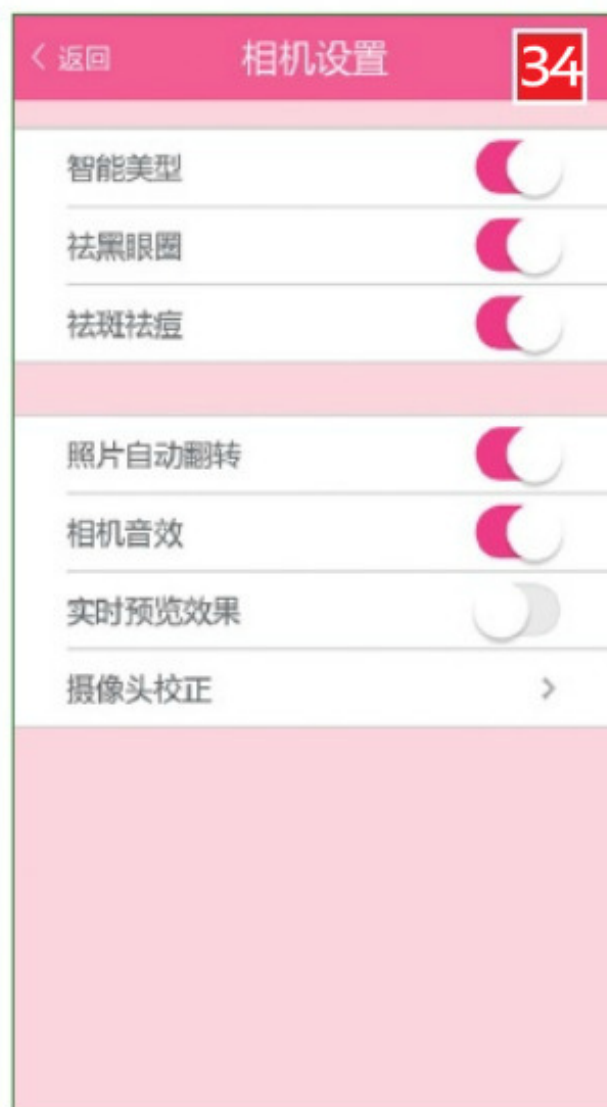 返回
相机设置
34
智能美型
祛黑眼圈
祛斑祛痘
照片自动翻转
相机音效
实时预览效果
摄像头校正